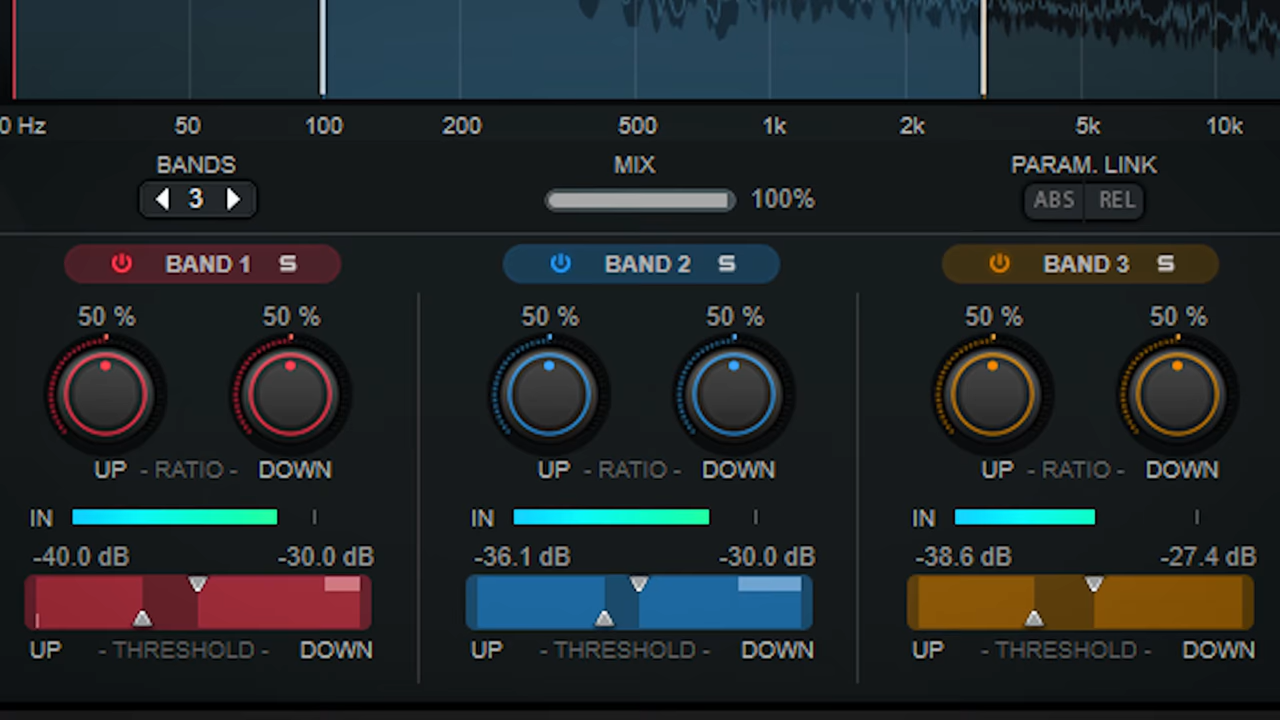 0 Hz 50 100 200 500 1k 2k 5k 10k
BANDS MIX PARAM. LINK
3 100% ABS REL
BAND 1 S BAND 2 S BAND 3 S
50 % 50 % 50 % 50 % 50 % 50 %
UP - RATIO - DOWN UP - RATIO - DOWN UP - RATIO - DOWN
IN IN IN
-40.0 dB -30.0 dB -36.1 dB -30.0 dB -38.6 dB -27.4 dB
UP - THRESHOLD - DOWN UP - THRESHOLD - DOWN UP - THRESHOLD - DOWN